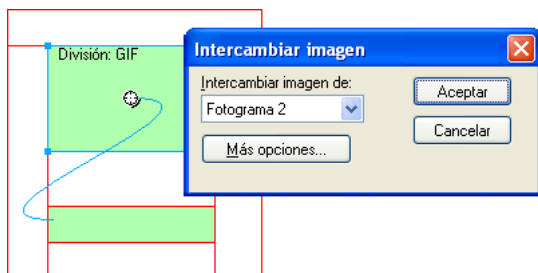 División: GIF
Intercambiar imagen
Intercambiar imagen de:
Fotograma 2
Más opciones...
Aceptar
Cancelar